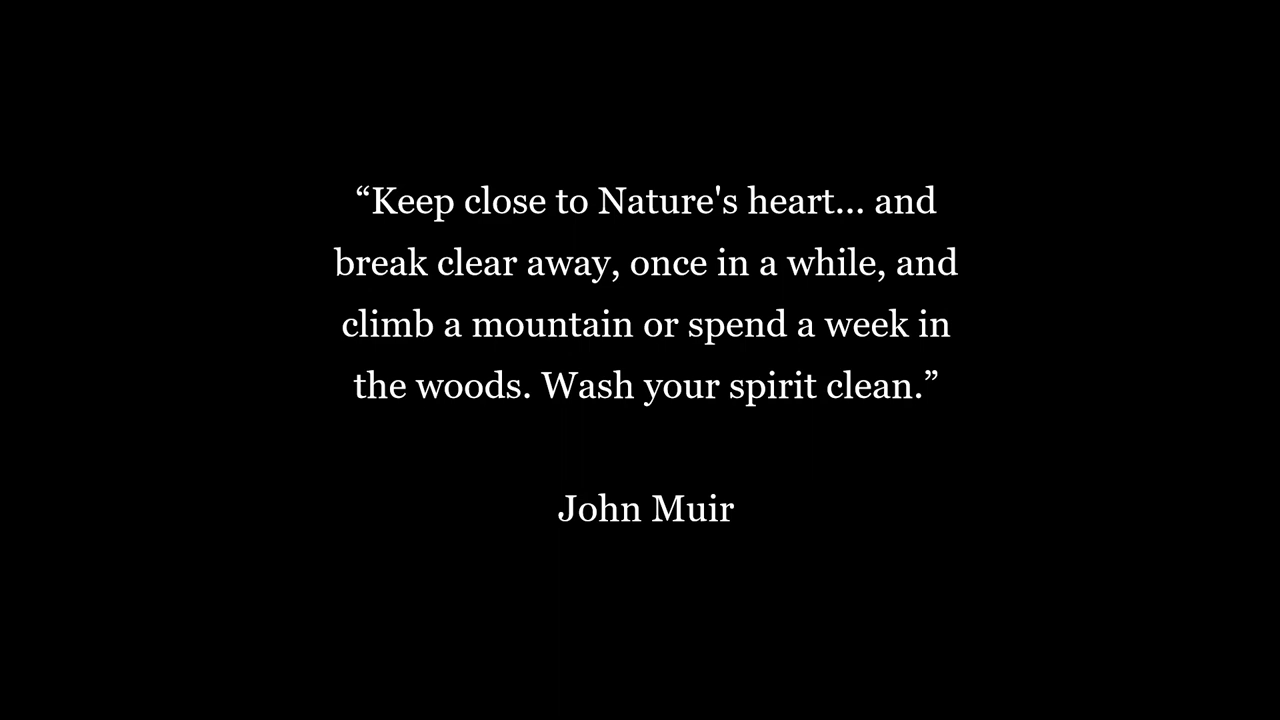 “Keep close to Nature's heart... and
break clear away, once in a while, and
climb a mountain or spend a week in
the woods. Wash your spirit clean.”
John Muir